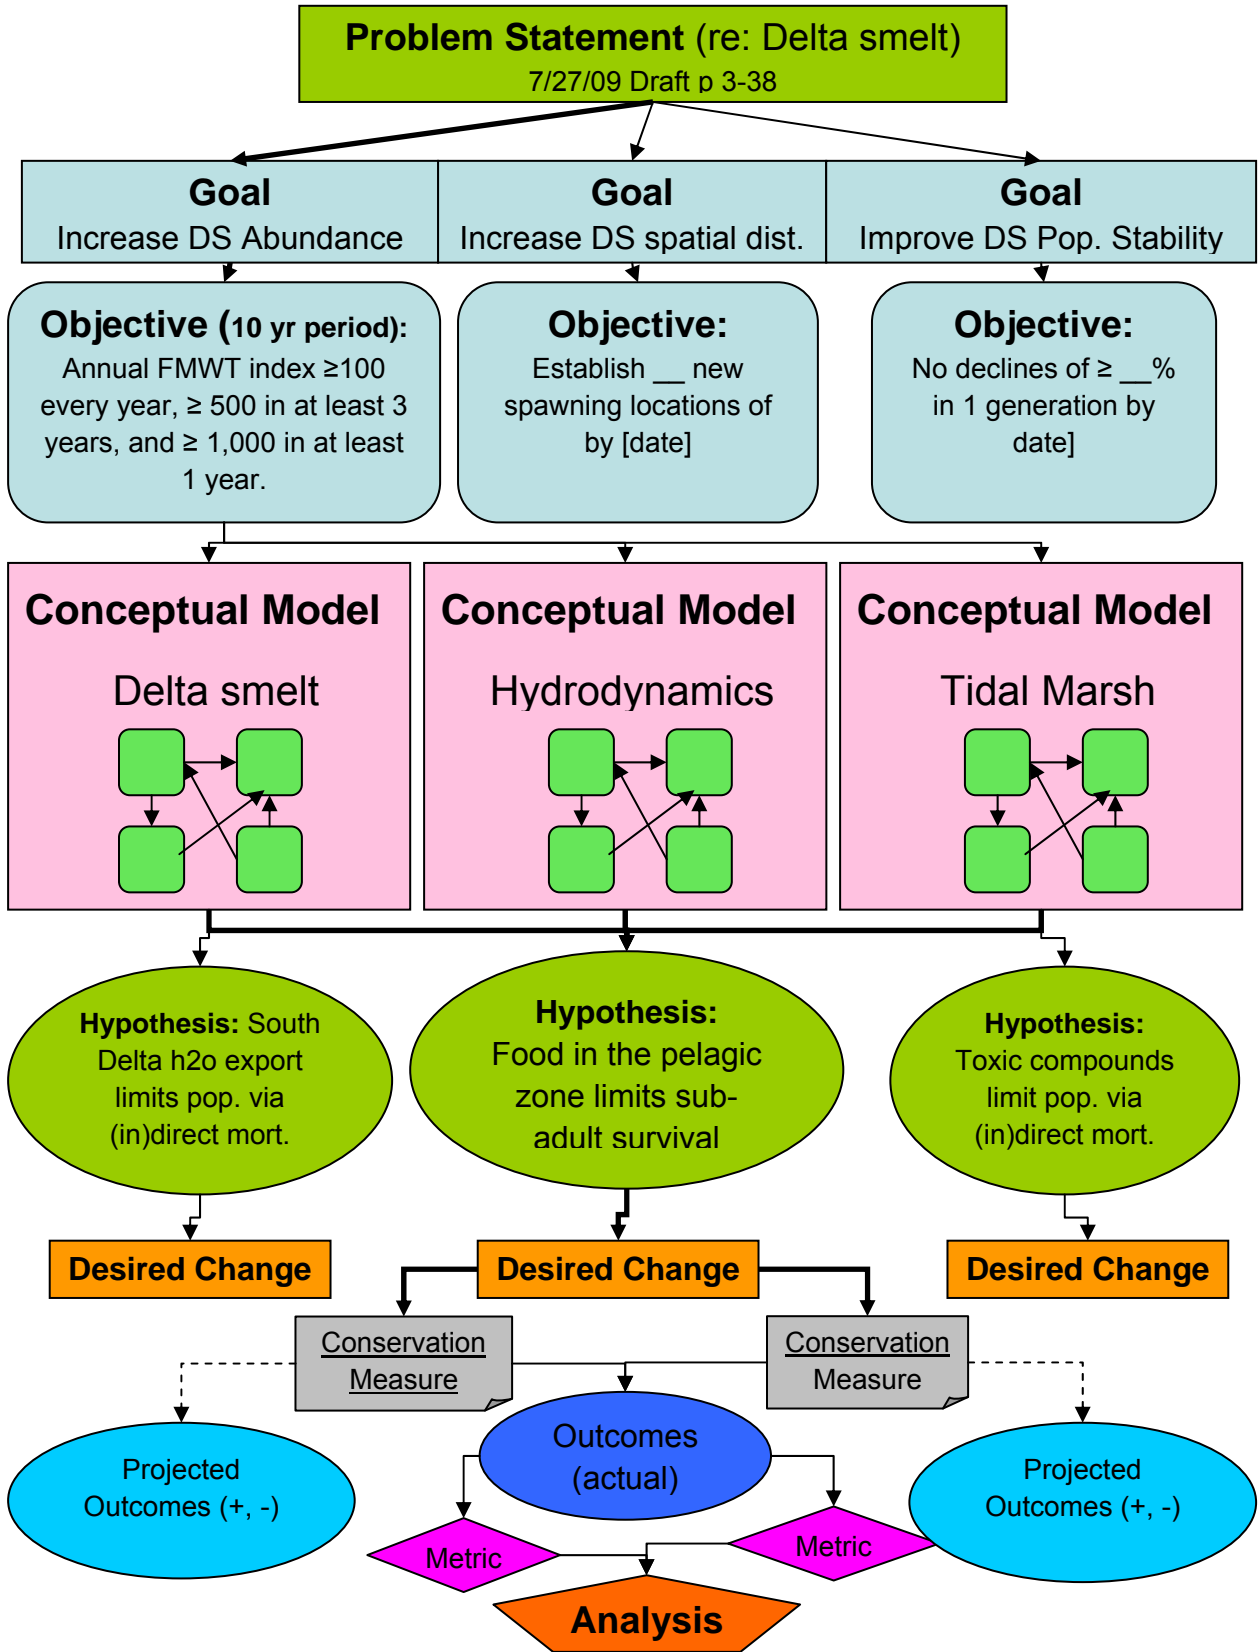 Problem Statement (re: Delta smelt)
7/27/09 Draft p 3-38
Goal
Increase DS Abundance
Goal
Increase DS spatial dist.
Goal
Improve DS Pop. Stability
Objective (10 yr period):
Annual FMWT index ≥100
every year, ≥ 500 in at least 3
years, and ≥ 1,000 in at least
1 year.
Objective:
Establish __ new
spawning locations of
by [date]
Objective:
No declines of ≥ __%
in 1 generation by
date]
Conceptual Model
Delta smelt
Conceptual Model
Hydrodynamics
Conceptual Model
Tidal Marsh
Hypothesis: South
Delta h2o export
limits pop. via
(in)direct mort.
Hypothesis:
Food in the pelagic
zone limits sub-
adult survival
Hypothesis:
Toxic compounds
limit pop. via
(in)direct mort.
Desired Change
Desired Change
Desired Change
Conservation
Measure
Conservation
Measure
Projected
Outcomes (+, -)
Outcomes
(actual)
Projected
Outcomes (+, -)
Metric
Metric
Analysis